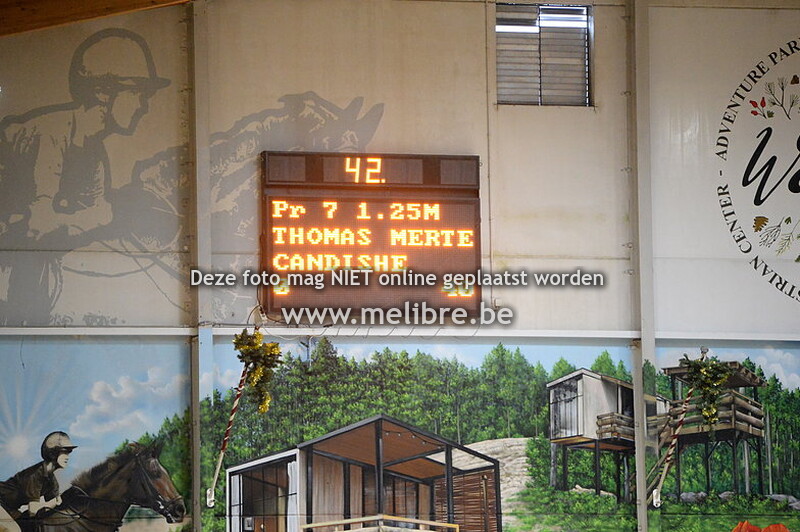 42.
Pr 7 1.25M
THOMAS MERTE
CANDISHE
Deze foto mag NIET online geplaatst worden
www.melibre.be
ADVENTURE PAR
CENTER -